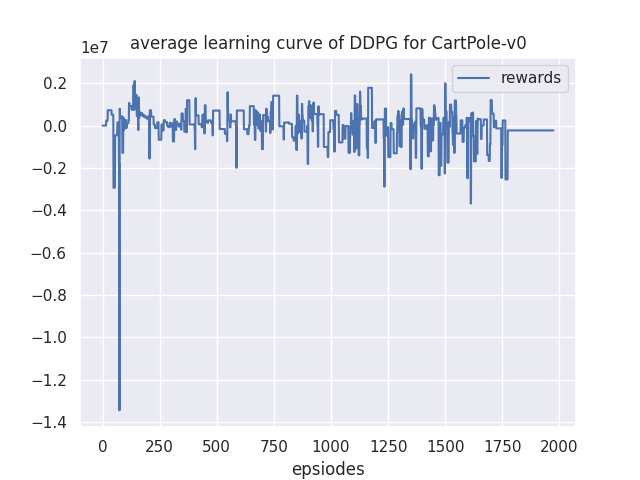 average learning curve of DDPG for CartPole-v0
1e7
rewards
0.2
0.0
−0.2
−0.4
−0.6
−0.8
−1.0
−1.2
−1.4
0 250 500 750 1000 1250 1500 1750 2000
epsiodes